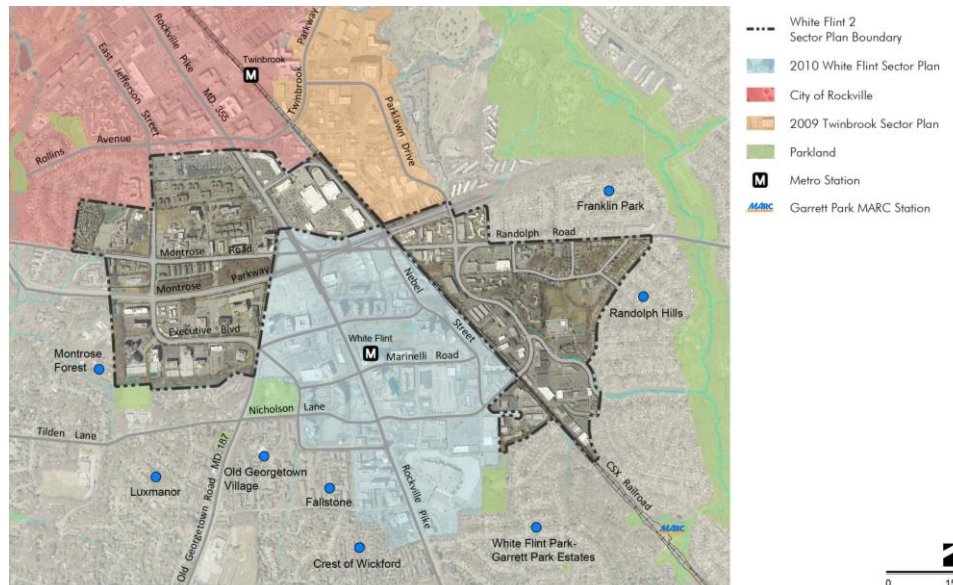 White Flint 2
Sector Plan Boundary
2010 White Flint Sector Plan
City of Rockville
2009 Twinbrook Sector Plan
Parkland
M
Metro Station
MARC
Garrett Park MARC Station
Rockville Pike
MD. 355
East Jefferson Street
Twinbrook
M
Twinbrook Parkway
Parklawn Drive
Rollins Avenue
Franklin Park
Randolph Road
Montrose Road
Montrose Parkway
Nebel Street
Randolph Hills
Executive Blvd
White Flint
M
Marinelli Road
Montrose
Forest
Nicholson Lane
Tilden Lane
Old Georgetown Road MD. 187
Old Georgetown
Village
Luxmanor
Fallstone
Rockville Pike
CSX Railroad
MARC
White Flint Park-
Garrett Park Estates
Crest of Wickford
0